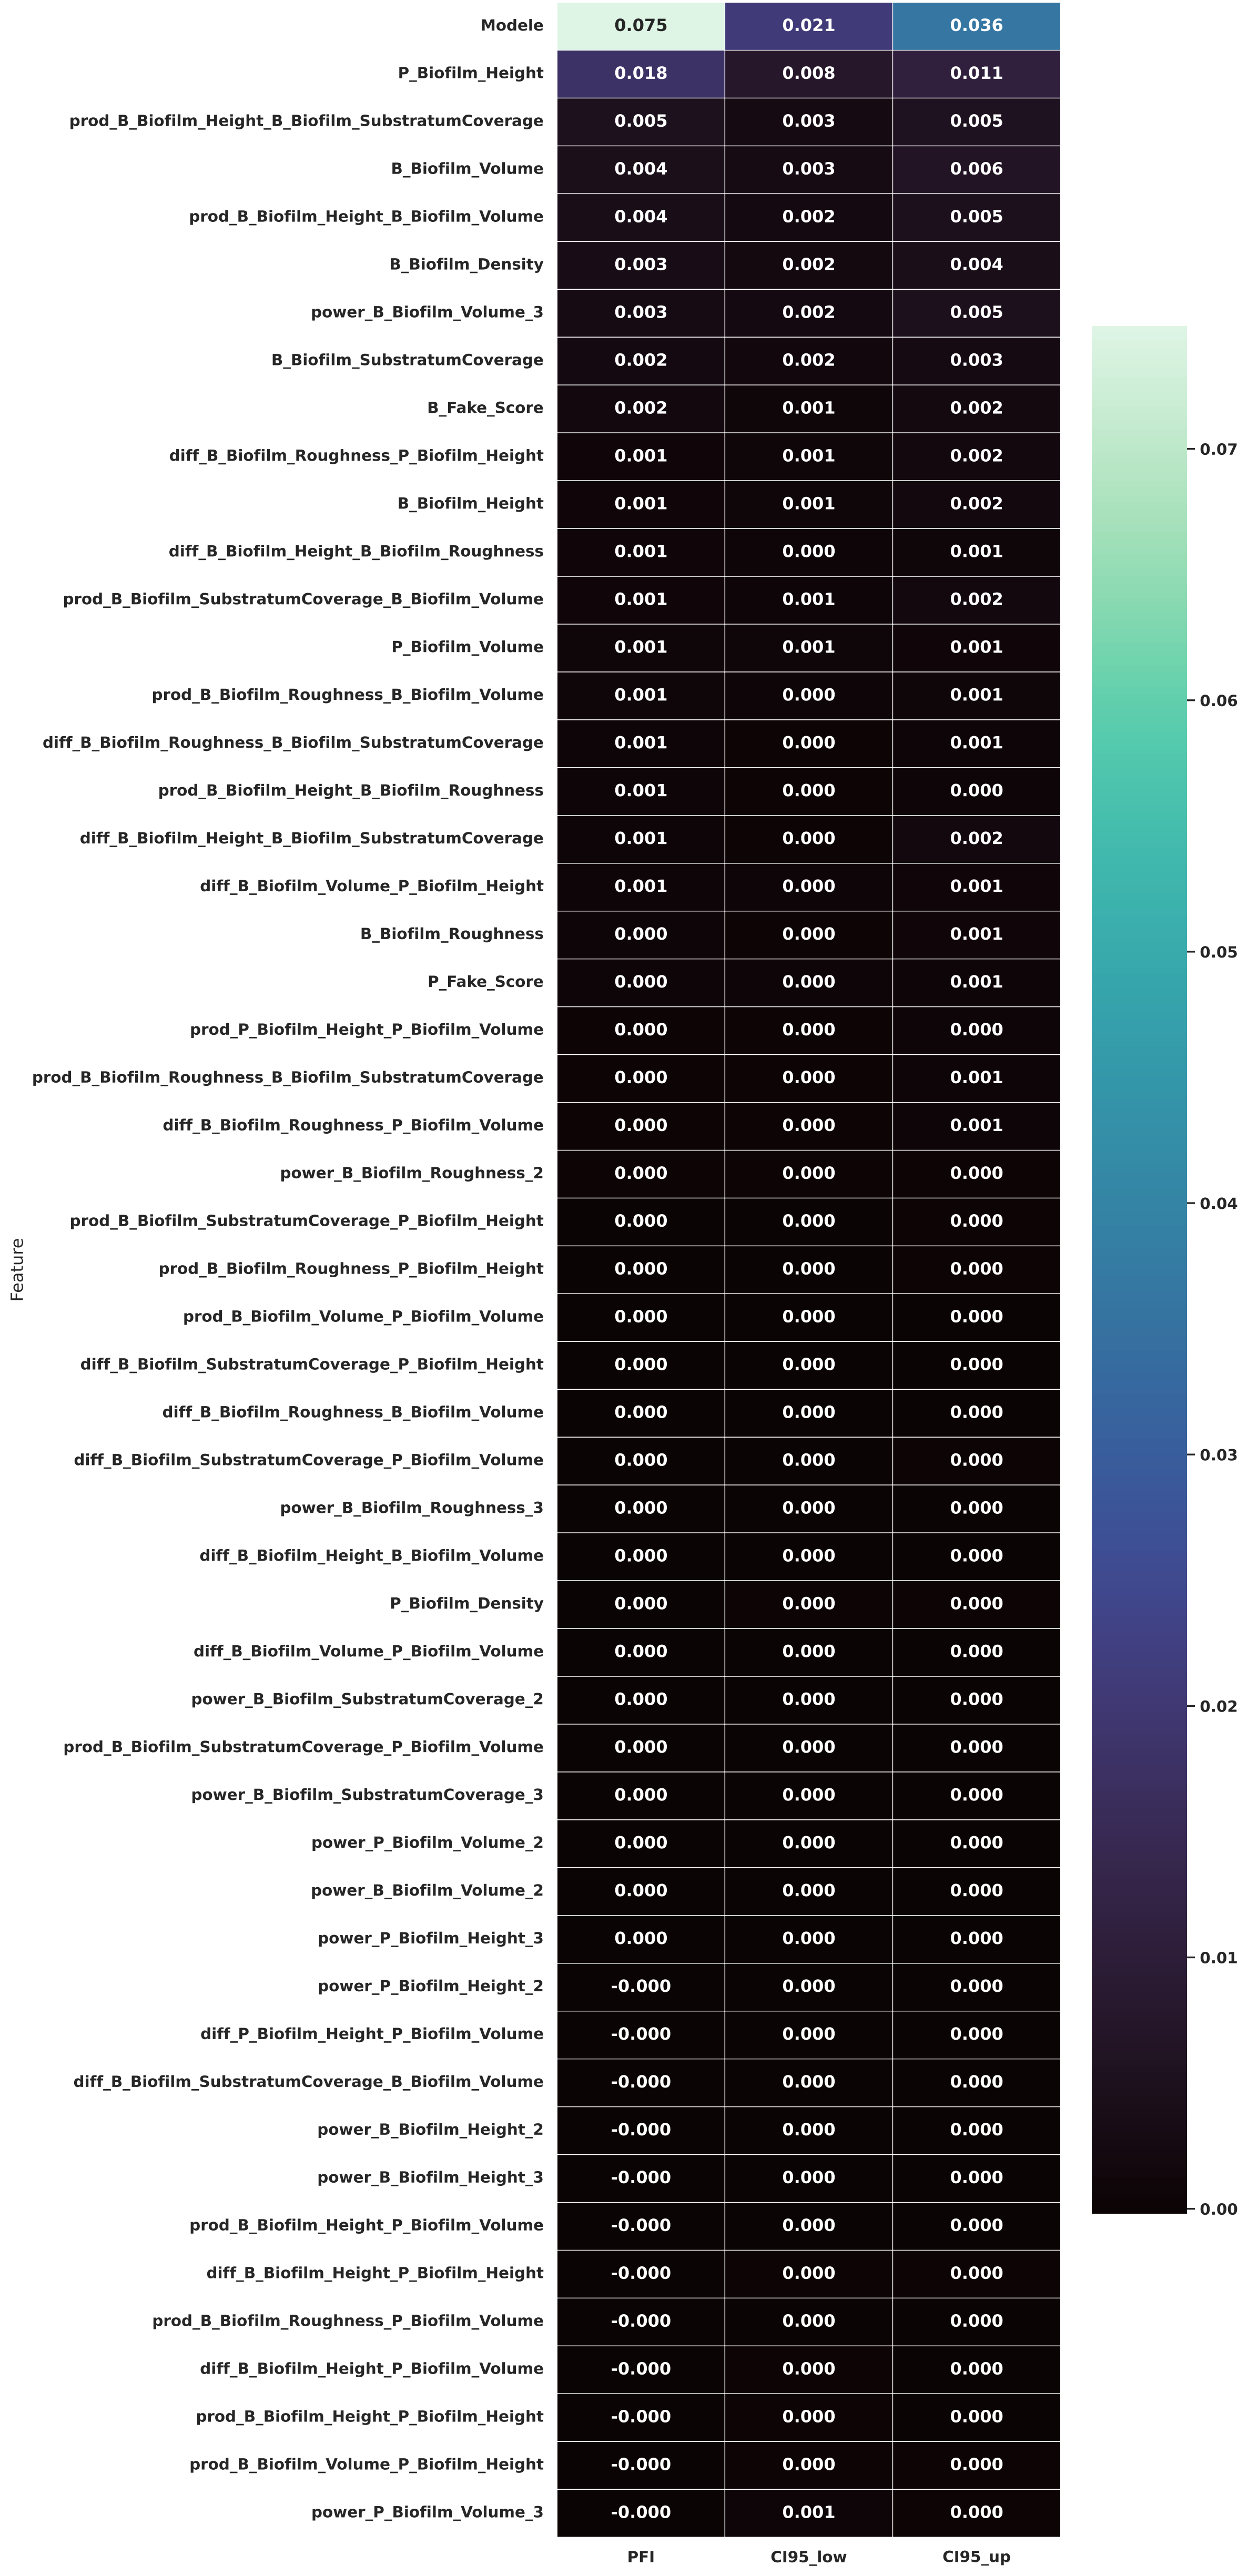 Modele 0.075 0.021 0.036
P_Biofilm_Height 0.018 0.008 0.011
prod_B_Biofilm_Height_B_Biofilm_SubstratumCoverage 0.005 0.003 0.005
B_Biofilm_Volume 0.004 0.003 0.006
prod_B_Biofilm_Height_B_Biofilm_Volume 0.004 0.002 0.005
B_Biofilm_Density 0.003 0.002 0.004
power_B_Biofilm_Volume_3 0.003 0.002 0.005
B_Biofilm_SubstratumCoverage 0.002 0.002 0.003
B_Fake_Score 0.002 0.001 0.002
diff_B_Biofilm_Roughness_P_Biofilm_Height 0.001 0.001 0.002
B_Biofilm_Height 0.001 0.001 0.002
diff_B_Biofilm_Height_B_Biofilm_Roughness 0.001 0.000 0.001
prod_B_Biofilm_SubstratumCoverage_B_Biofilm_Volume 0.001 0.001 0.002
P_Biofilm_Volume 0.001 0.001 0.001
prod_B_Biofilm_Roughness_B_Biofilm_Volume 0.001 0.000 0.001
diff_B_Biofilm_Roughness_B_Biofilm_SubstratumCoverage 0.001 0.000 0.001
prod_B_Biofilm_Height_B_Biofilm_Roughness 0.001 0.000 0.000
diff_B_Biofilm_Height_B_Biofilm_SubstratumCoverage 0.001 0.000 0.002
diff_B_Biofilm_Volume_P_Biofilm_Height 0.001 0.000 0.001
B_Biofilm_Roughness 0.000 0.000 0.001
P_Fake_Score 0.000 0.000 0.001
prod_P_Biofilm_Height_P_Biofilm_Volume 0.000 0.000 0.000
prod_B_Biofilm_Roughness_B_Biofilm_SubstratumCoverage 0.000 0.000 0.001
diff_B_Biofilm_Roughness_P_Biofilm_Volume 0.000 0.000 0.001
power_B_Biofilm_Roughness_2 0.000 0.000 0.000
prod_B_Biofilm_SubstratumCoverage_P_Biofilm_Height 0.000 0.000 0.000
prod_B_Biofilm_Roughness_P_Biofilm_Height 0.000 0.000 0.000
prod_B_Biofilm_Volume_P_Biofilm_Volume 0.000 0.000 0.000
diff_B_Biofilm_SubstratumCoverage_P_Biofilm_Height 0.000 0.000 0.000
diff_B_Biofilm_Roughness_B_Biofilm_Volume 0.000 0.000 0.000
diff_B_Biofilm_SubstratumCoverage_P_Biofilm_Volume 0.000 0.000 0.000
power_B_Biofilm_Roughness_3 0.000 0.000 0.000
diff_B_Biofilm_Height_B_Biofilm_Volume 0.000 0.000 0.000
P_Biofilm_Density 0.000 0.000 0.000
diff_B_Biofilm_Volume_P_Biofilm_Volume 0.000 0.000 0.000
power_B_Biofilm_SubstratumCoverage_2 0.000 0.000 0.000
prod_B_Biofilm_SubstratumCoverage_P_Biofilm_Volume 0.000 0.000 0.000
power_B_Biofilm_SubstratumCoverage_3 0.000 0.000 0.000
power_P_Biofilm_Volume_2 0.000 0.000 0.000
power_B_Biofilm_Volume_2 0.000 0.000 0.000
power_P_Biofilm_Height_3 0.000 0.000 0.000
power_P_Biofilm_Height_2 -0.000 0.000 0.000
diff_P_Biofilm_Height_P_Biofilm_Volume -0.000 0.000 0.000
diff_B_Biofilm_SubstratumCoverage_B_Biofilm_Volume -0.000 0.000 0.000
power_B_Biofilm_Height_2 -0.000 0.000 0.000
power_B_Biofilm_Height_3 -0.000 0.000 0.000
prod_B_Biofilm_Height_P_Biofilm_Volume -0.000 0.000 0.000
diff_B_Biofilm_Height_P_Biofilm_Height -0.000 0.000 0.000
prod_B_Biofilm_Roughness_P_Biofilm_Volume -0.000 0.000 0.000
diff_B_Biofilm_Height_P_Biofilm_Volume -0.000 0.000 0.000
prod_B_Biofilm_Height_P_Biofilm_Height -0.000 0.000 0.000
prod_B_Biofilm_Volume_P_Biofilm_Height -0.000 0.000 0.000
power_P_Biofilm_Volume_3 -0.000 0.001 0.000
PFI CI95_low CI95_up
Feature
0.07
0.06
0.05
0.04
0.03
0.02
0.01
0.00